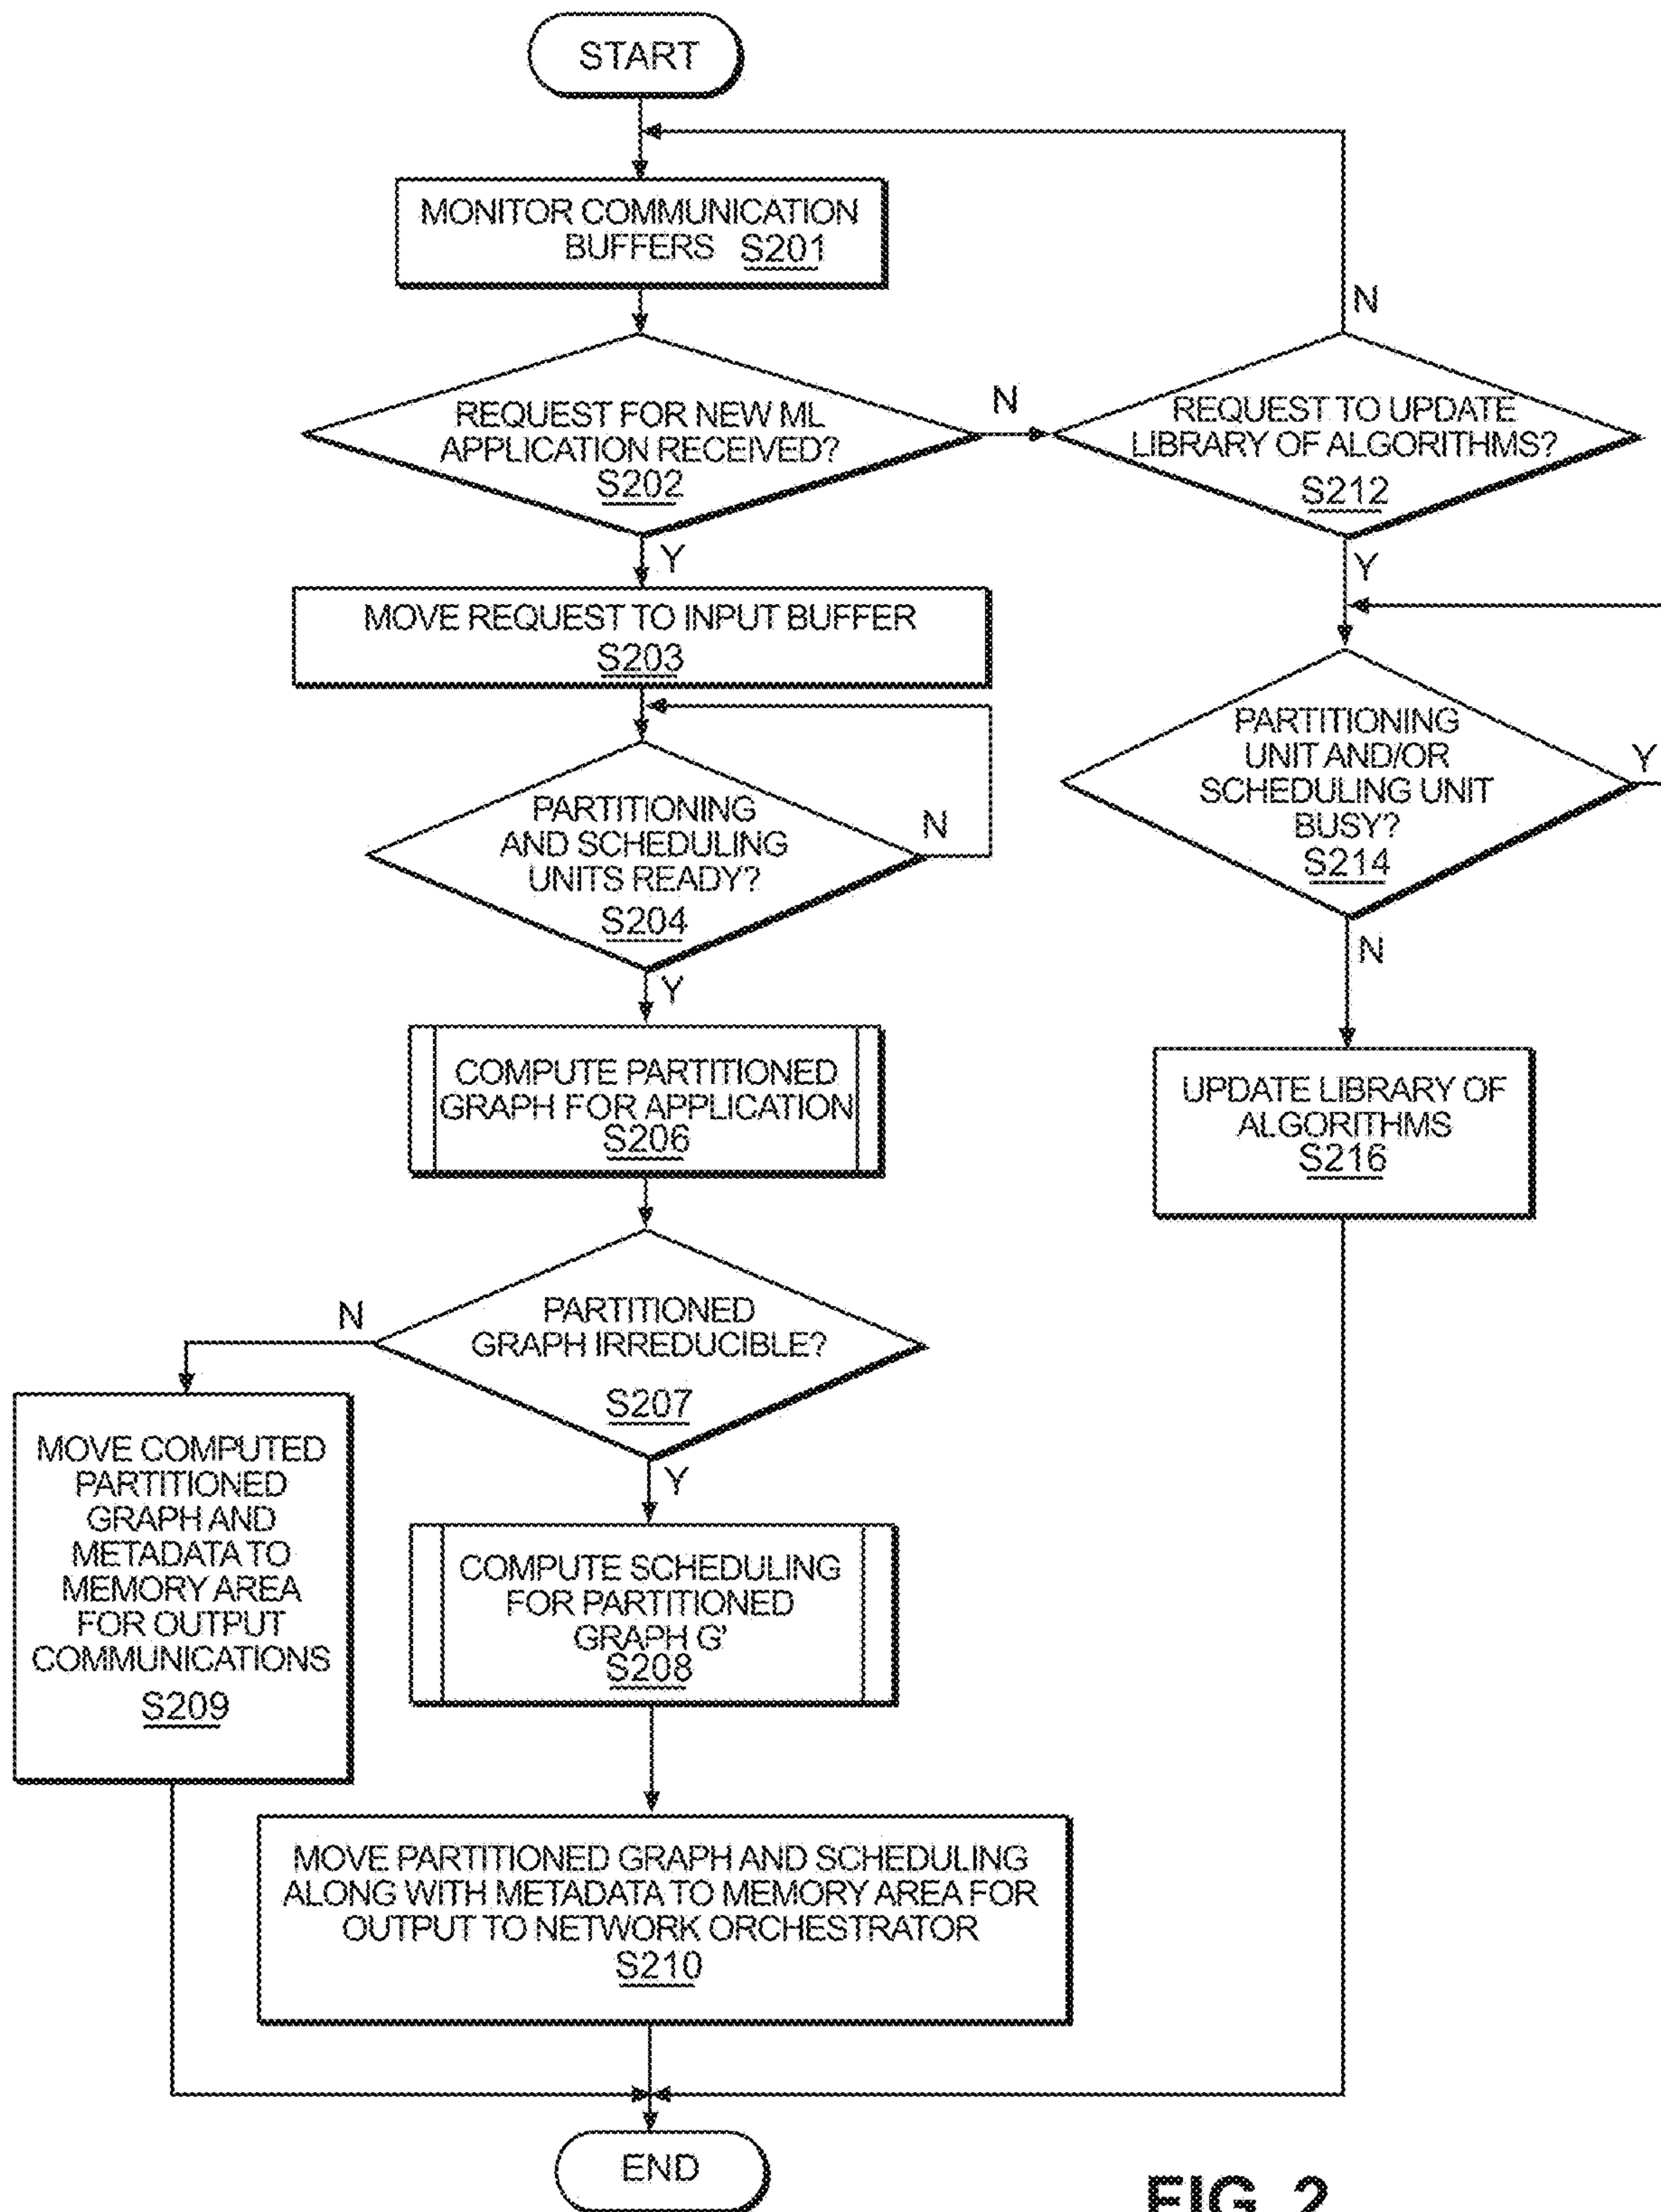 START
MONITOR COMMUNICATION
BUFFERS S201
N
REQUEST FOR NEW ML
APPLICATION RECEIVED?
S202
N
REQUEST TO UPDATE
LIBRARY OF ALGORITHMS?
S212
Y
Y
MOVE REQUEST TO INPUT BUFFER
S203
PARTITIONING
UNIT AND/OR
SCHEDULING UNIT
BUSY?
S214
Y
PARTITIONING
AND SCHEDULING
UNITS READY?
S204
N
N
Y
COMPUTE PARTITIONED
GRAPH FOR APPLICATION
S206
UPDATE LIBRARY OF
ALGORITHMS
S216
N
PARTITIONED
GRAPH IRREDUCIBLE?
S207
Y
MOVE COMPUTED
PARTITIONED
GRAPH AND
METADATA TO
MEMORY AREA
FOR OUTPUT
COMMUNICATIONS
S209
COMPUTE SCHEDULING
FOR PARTITIONED
GRAPH G'
S208
MOVE PARTITIONED GRAPH AND SCHEDULING
ALONG WITH METADATA TO MEMORY AREA FOR
OUTPUT TO NETWORK ORCHESTRATOR
S210
END
FIG. 2